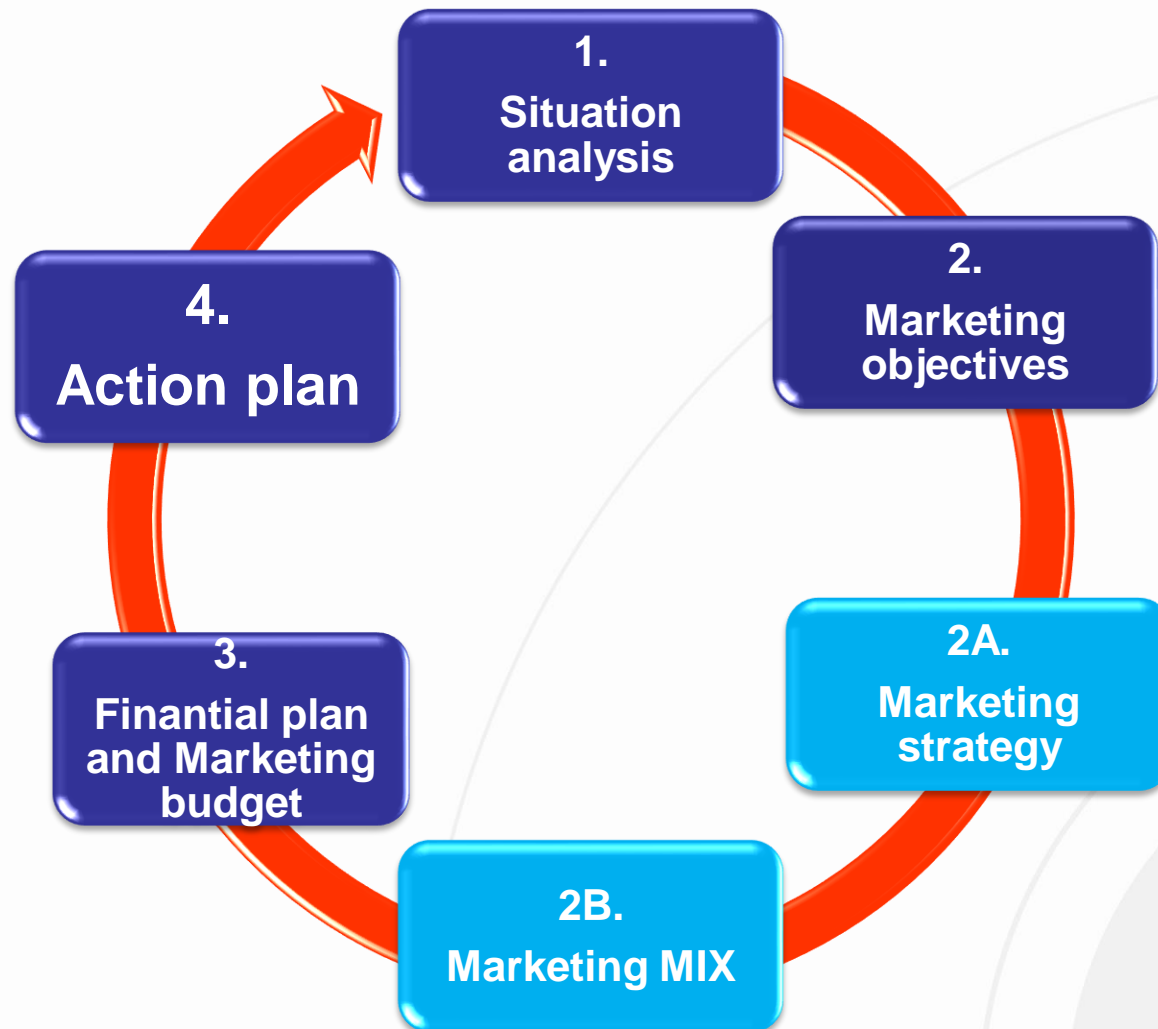 1.
Situation
analysis
2.
Marketing
objectives
2A.
Marketing
strategy
2B.
Marketing MIX
3.
Finantial plan
and Marketing
budget
4.
Action plan